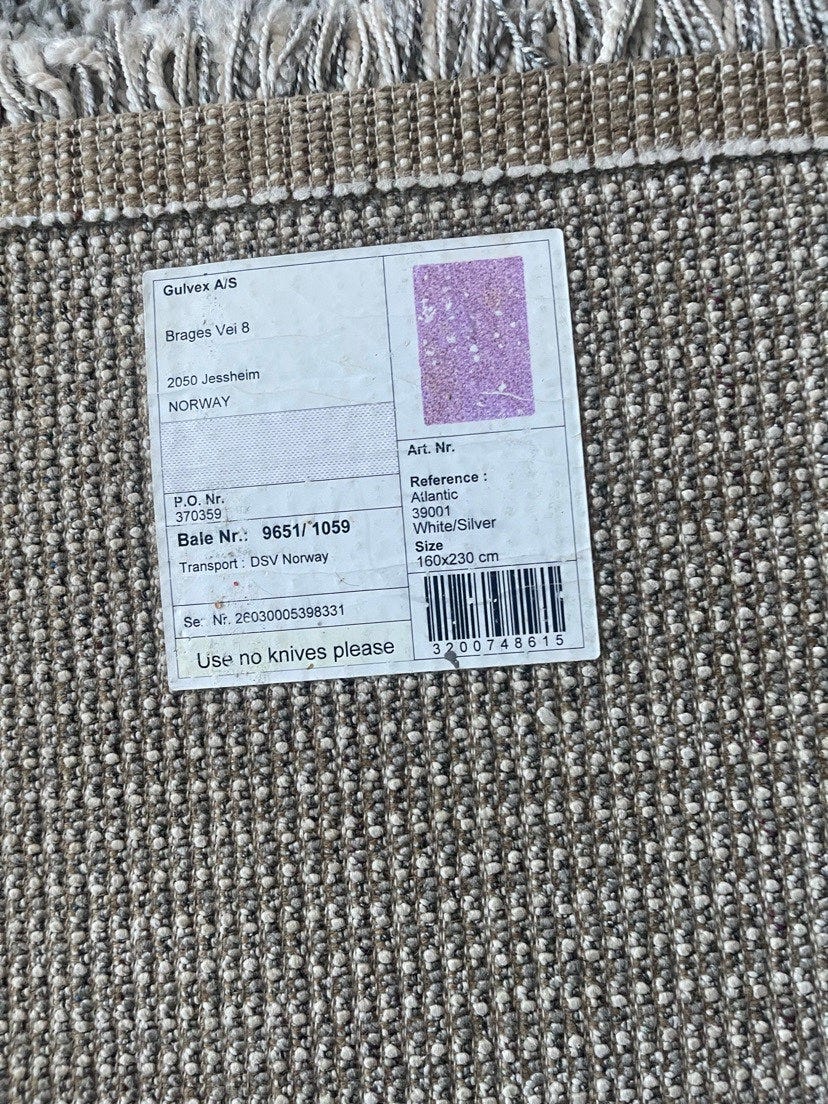 Gulvex A/S
Brages Vei 8
2050 Jessheim
NORWAY
P.O. Nr.
370359
Bale Nr.: 9651/ 1059
Transport : DSV Norway
Se: Nr. 26030005398331
Use no knives please
Art. Nr.
Reference :
Atlantic
39001
White/Silver
Size
160x230 cm
3200748615